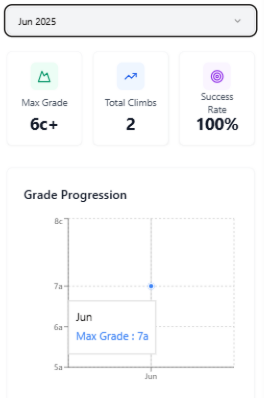 Jun 2025
Max Grade
6c+
Total Climbs
2
Success
Rate
100%
Grade Progression
8c
7a
6a
5a
Jun
Max Grade : 7a
Jun